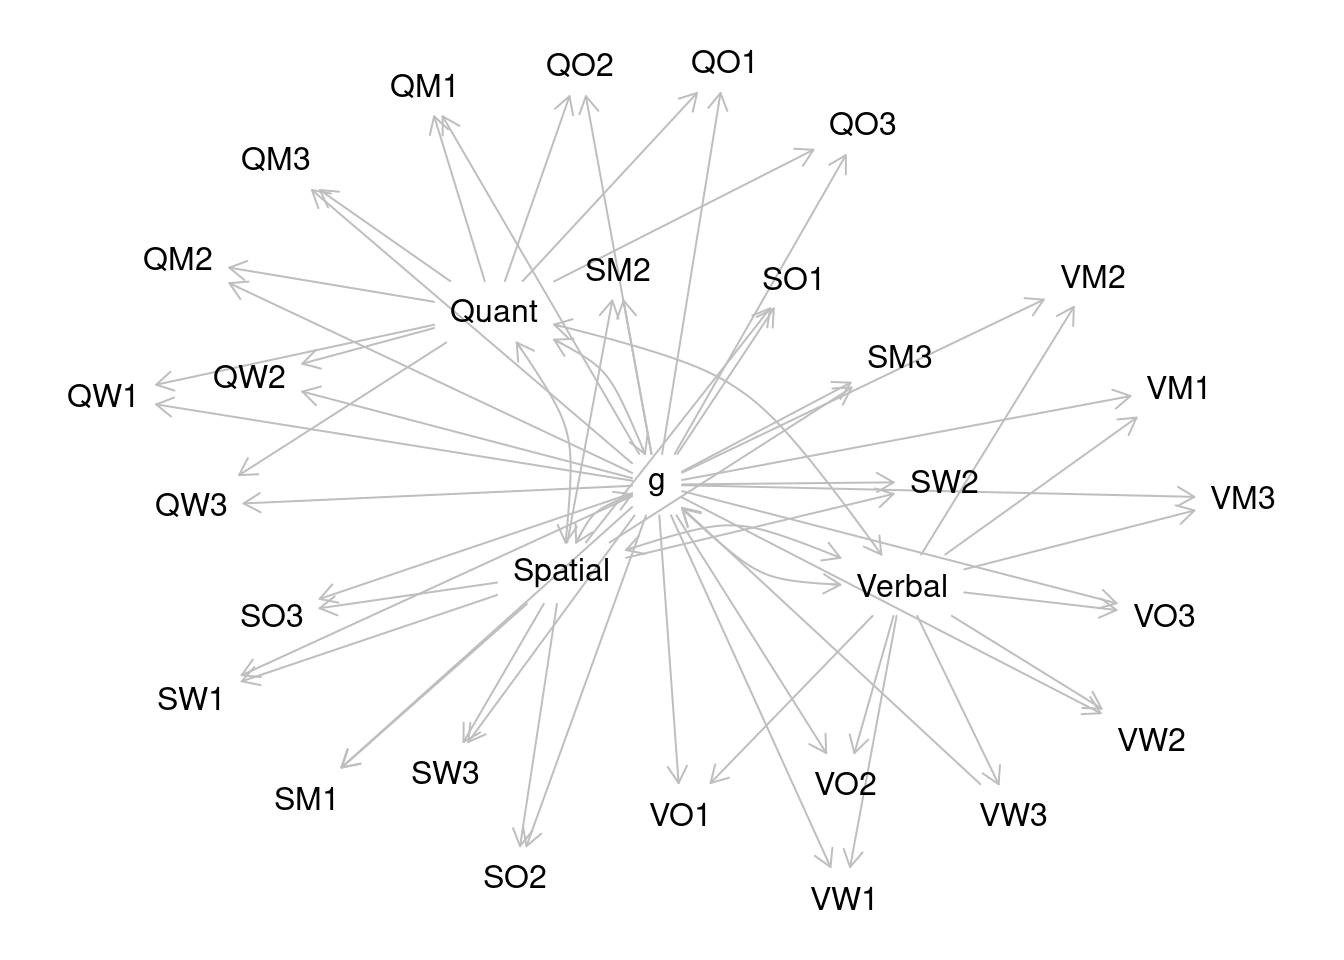 QO1
QO2
QM1
QO3
QM3
QM2
SM2
SO1
VM2
Quant
SM3
QW2
VM1
QW1
g
SW2
VM3
QW3
Spatial
Verbal
SO3
VO3
SW1
VW2
SW3
VO2
SM1
VO1
VW3
SO2
VW1